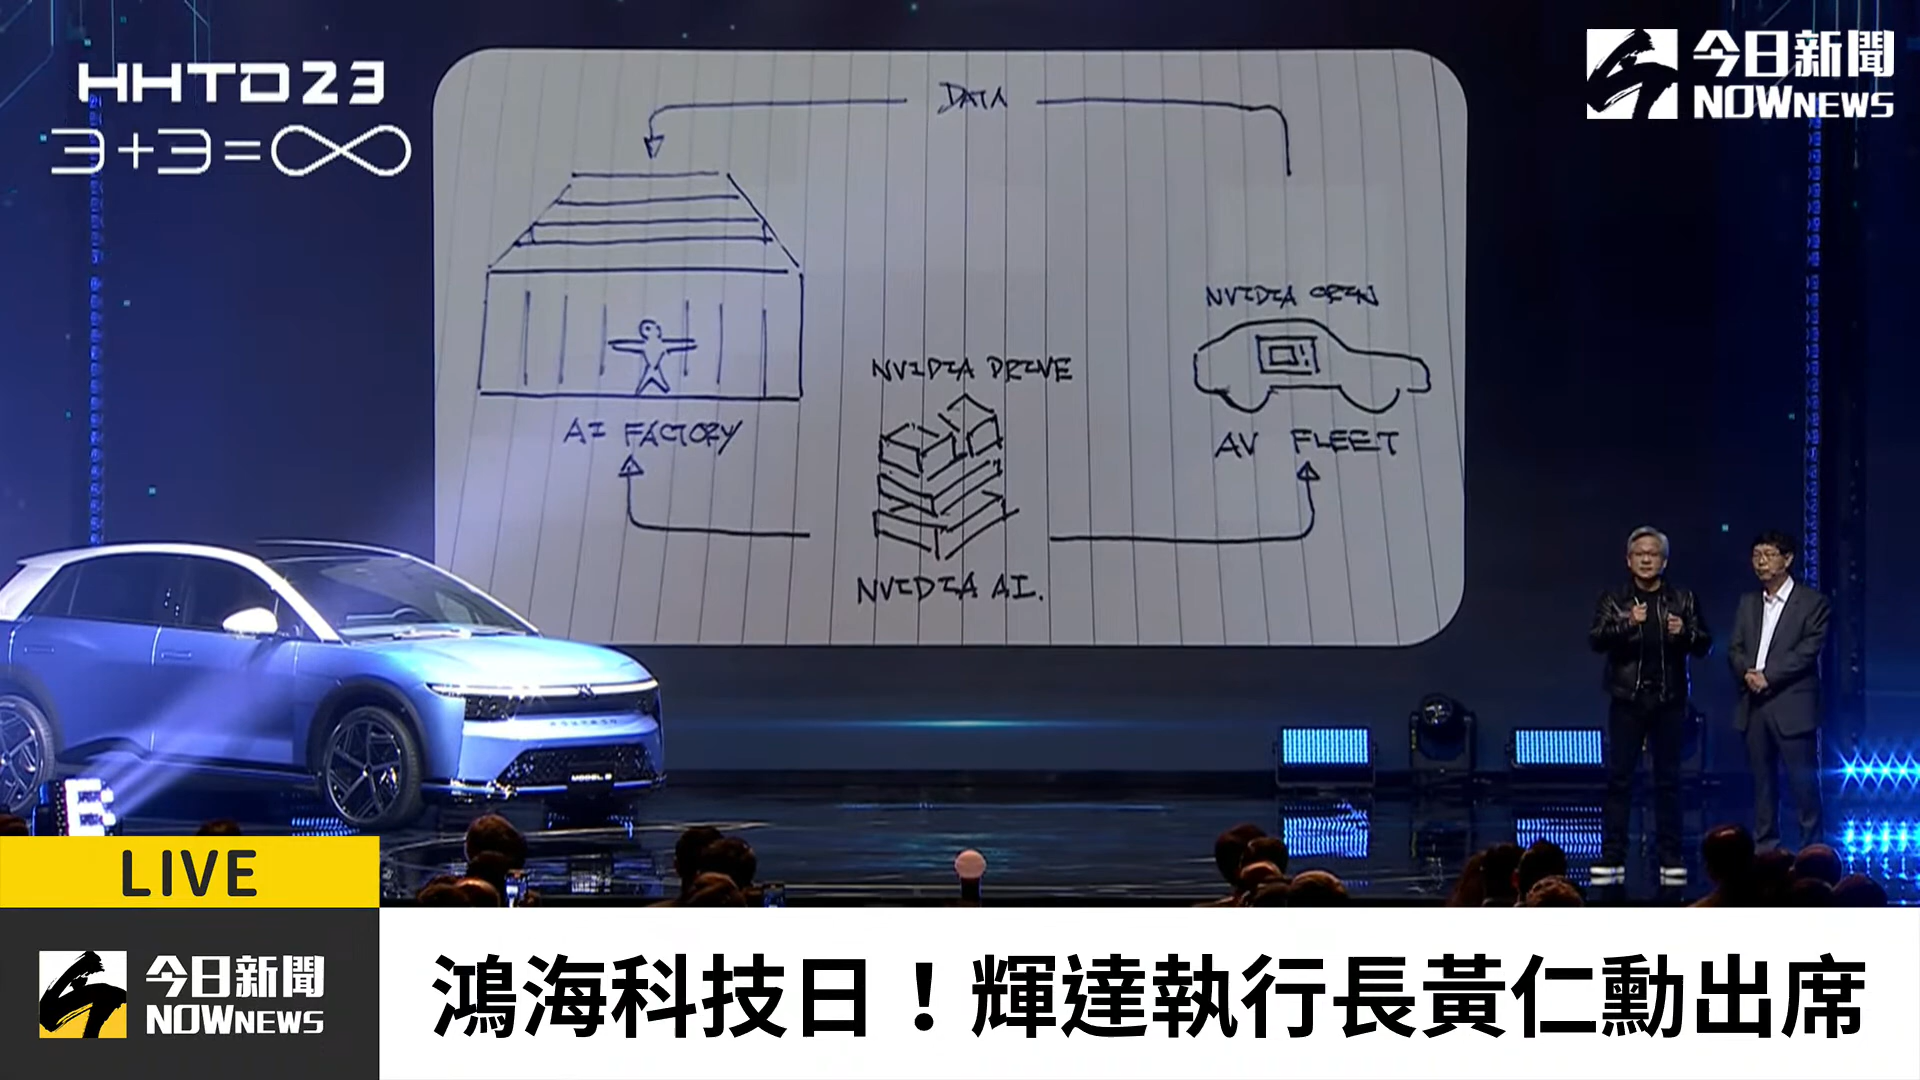 HHTD23
3+3=∞
今日新聞
NOWNEWS
DATA
NVIDIA ORIN
NVIDIA DRIVE
AI FACTORY
AV FLEET
NVIDIA AI.
MODEL B
LIVE
今日新聞
NOWNEWS
鴻海科技日！輝達執行長黃仁勳出席